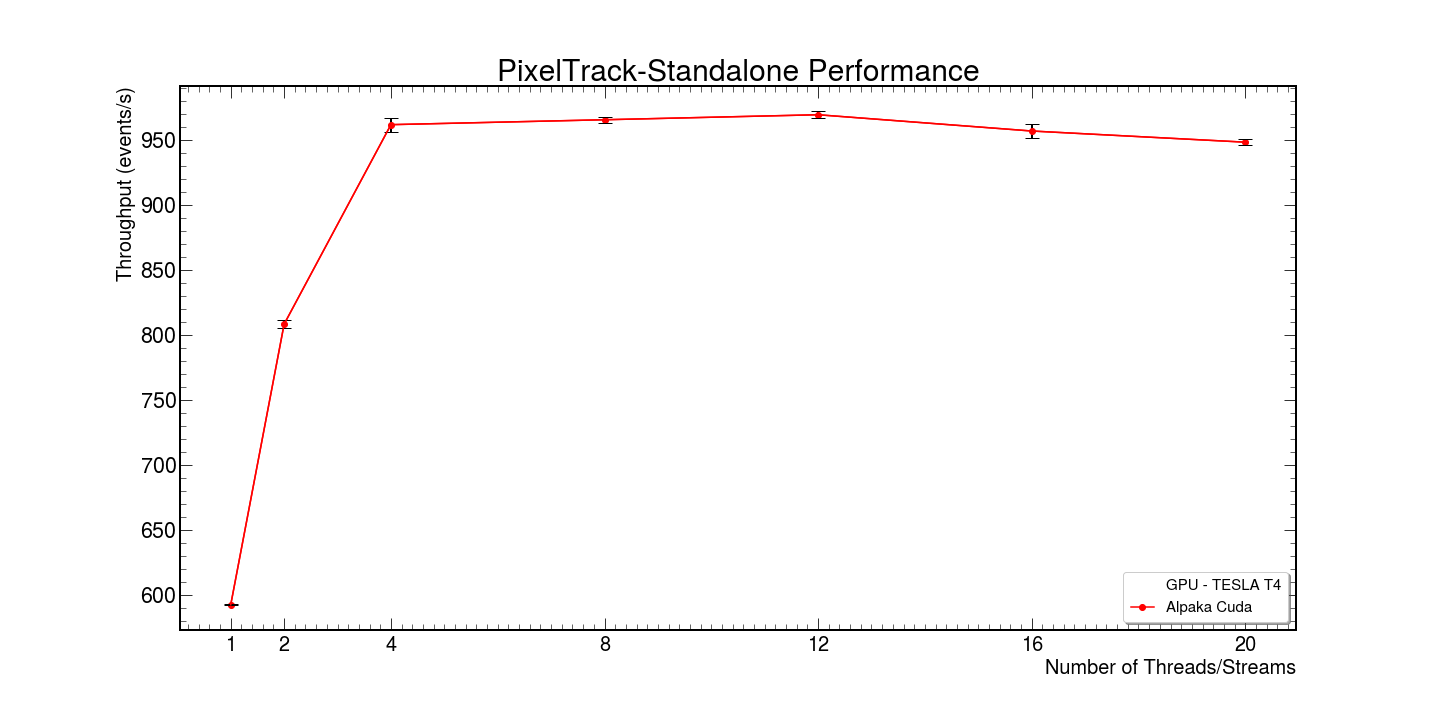 PixelTrack-Standalone Performance
Throughput (events/s)
950
900
850
800
750
700
650
600
GPU - TESLA T4
Alpaka Cuda
1 2 4 8 12 16 20
Number of Threads/Streams